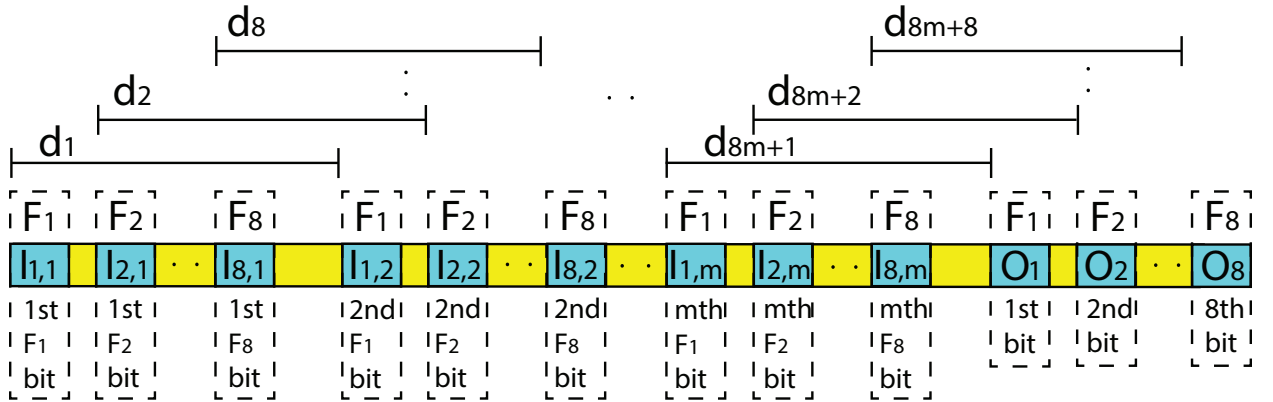 d8 d8m+8
d2 d8m+2
d1 d8m+1
F1 F2 F8 F1 F2 F8 F1 F2 F8 F1 F2 F8
I1,1 I2,1 · · I8,1 I1,2 I2,2 · · I8,2 · · I1,m I2,m · · I8,m O1 O2 · · O8
1st 1st 1st 2nd 2nd 2nd mth mth mth 1st 2nd 8th
F1 F2 F8 F1 F2 F8 F1 F2 F8 bit bit bit
bit bit bit bit bit bit bit bit bit